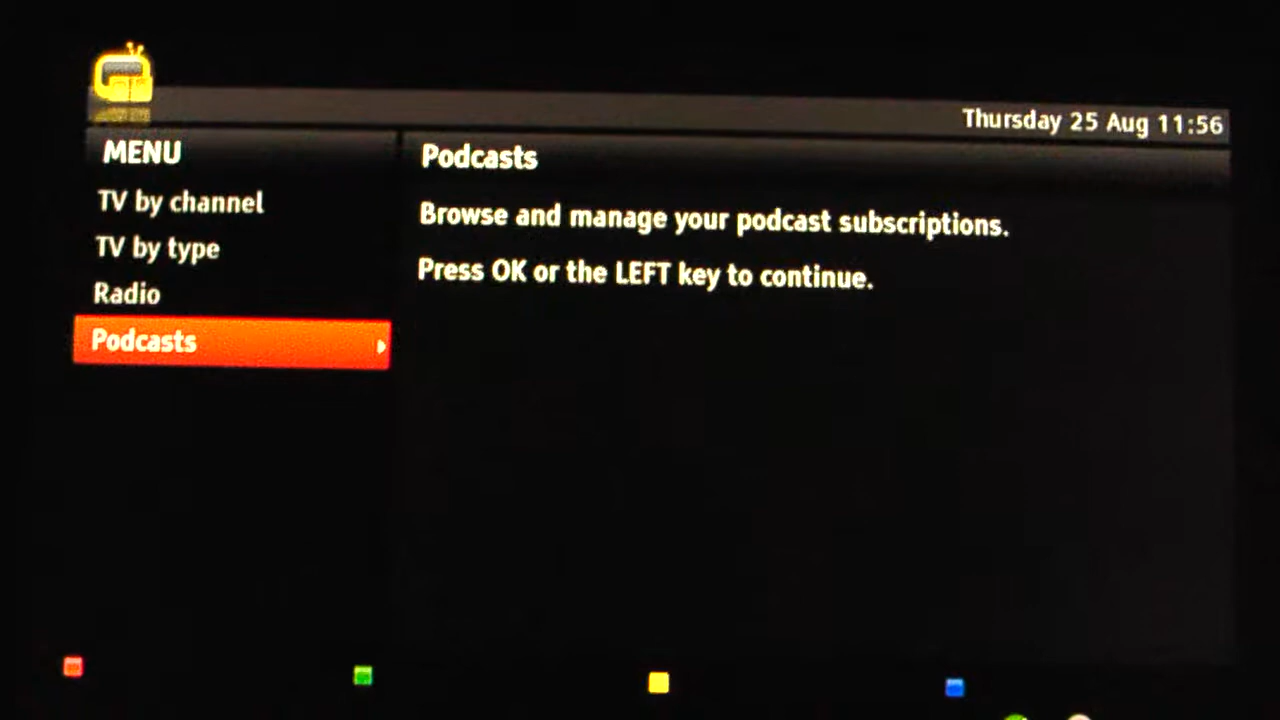 Thursday 25 Aug 11:56
MENU
TV by channel
TV by type
Radio
Podcasts
Podcasts
Browse and manage your podcast subscriptions.
Press OK or the LEFT key to continue.